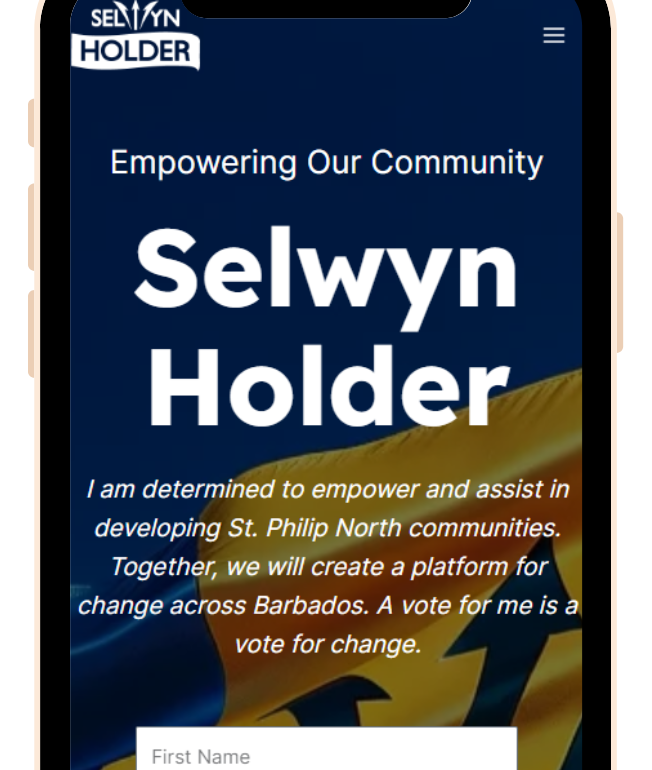 SELWYN
HOLDER
Empowering Our Community
Selwyn
Holder
I am determined to empower and assist in
developing St. Philip North communities.
Together, we will create a platform for
change across Barbados. A vote for me is a
vote for change.
First Name